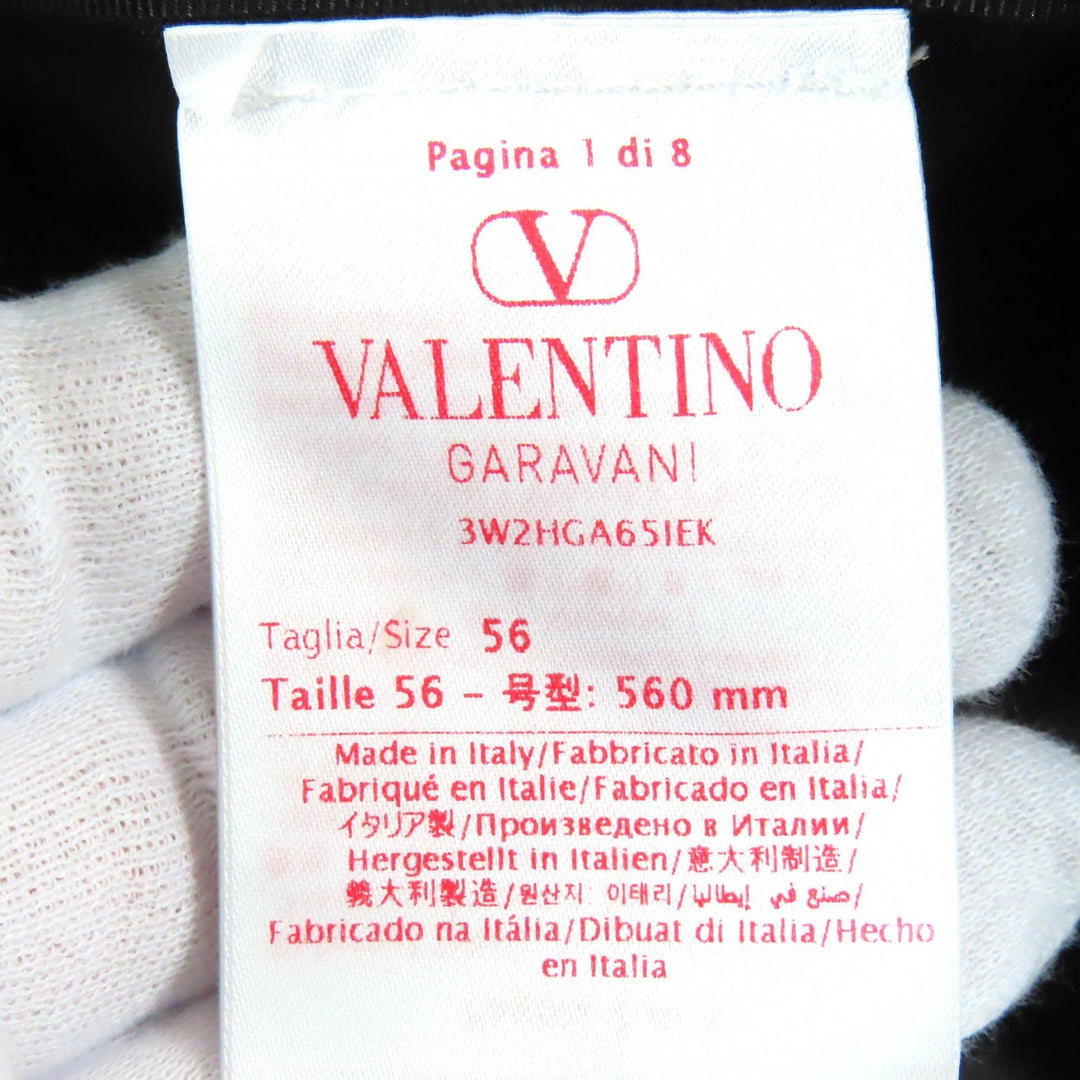 Pagina 1 di 8
V
VALENTINO
GARAVANI
3W2HGA65IEK
Taglia/Size 56
Taille 56 - 号型: 560 mm
Made in Italy/Fabbricato in Italia/
Fabriqué en Italie/Fabricado en Italia/
イタリア製/Произведено в Италии/
Hergestellt in Italien/意大利制造/
義大利製造/원산지: 이태리/صنع في إيطاليا/
Fabricado na Itália/Dibuat di Italia/Hecho
en Italia